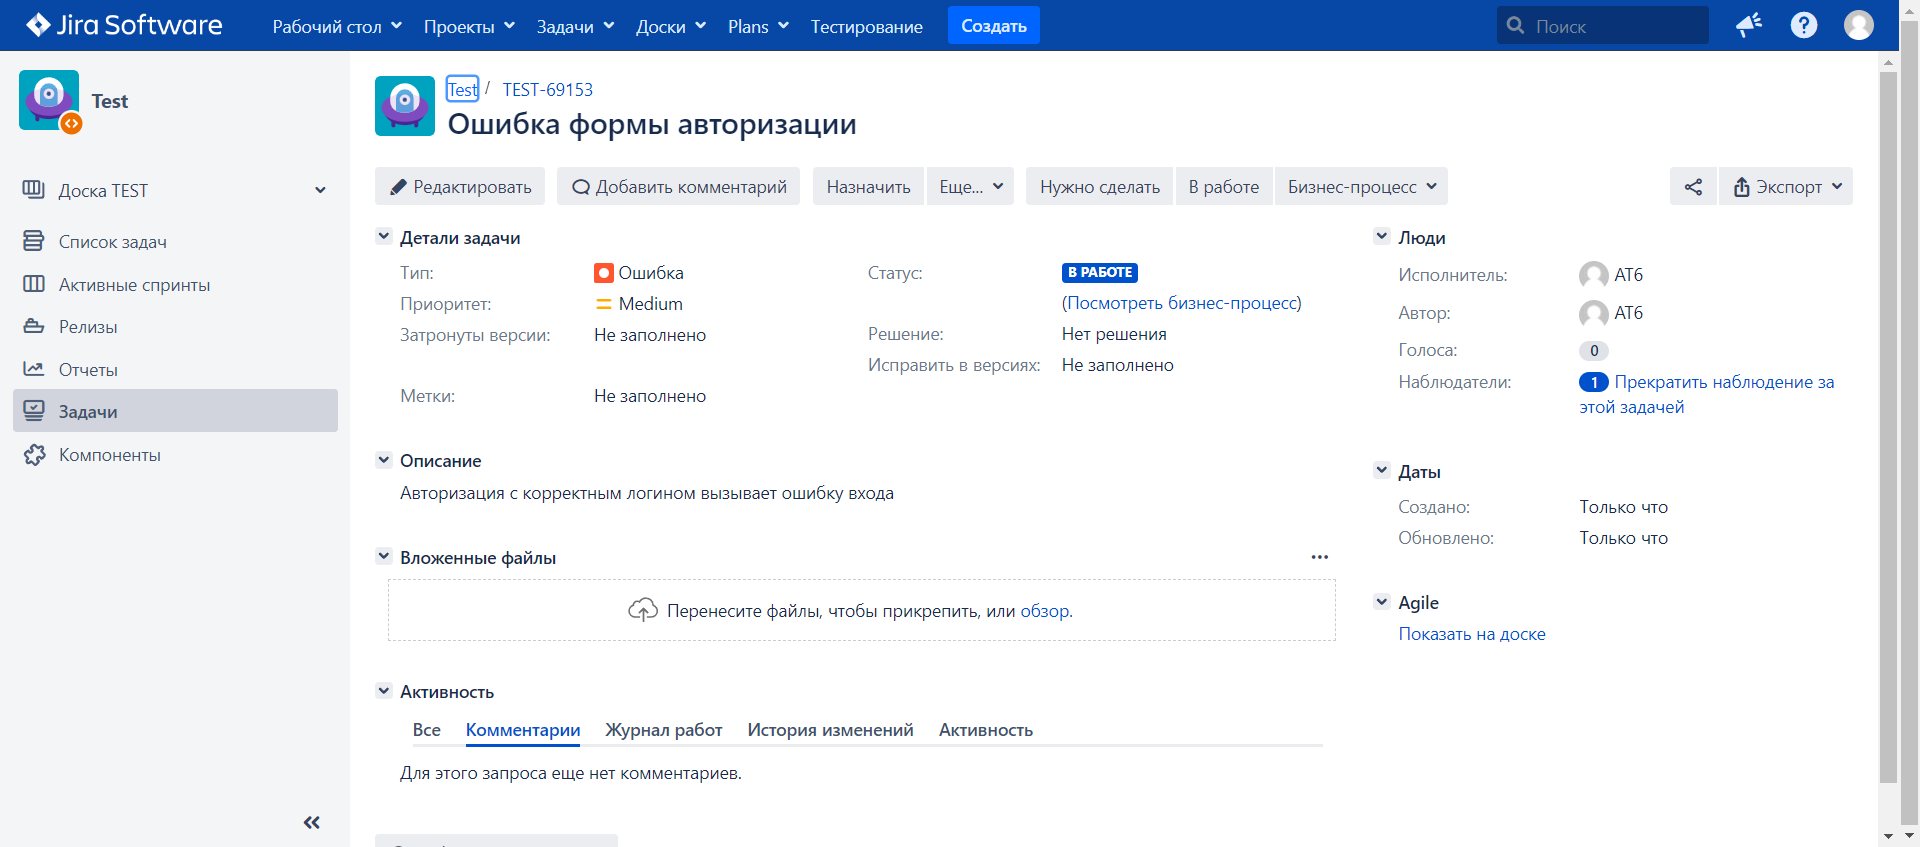 Jira Software
Рабочий стол
Проекты
Задачи
Доски
Plans
Тестирование
Создать
Поиск
Test
Доска TEST
Список задач
Активные спринты
Релизы
Отчеты
Задачи
Компоненты
Test / TEST-69153
Ошибка формы авторизации
Редактировать
Добавить комментарий
Назначить
Еще...
Нужно сделать
В работе
Бизнес-процесс
Экспорт
Детали задачи
Тип: Ошибка
Приоритет: Medium
Затронуты версии: Не заполнено
Метки: Не заполнено
Статус: В РАБОТЕ
(Посмотреть бизнес-процесс)
Решение: Нет решения
Исправить в версиях: Не заполнено
Описание
Авторизация с корректным логином вызывает ошибку входа
Вложенные файлы
Перенесите файлы, чтобы прикрепить, или обзор.
Активность
Все
Комментарии
Журнал работ
История изменений
Активность
Для этого запроса еще нет комментариев.
Люди
Исполнитель: AT6
Автор: AT6
Голоса: 0
Наблюдатели: 1 Прекратить наблюдение за
этой задачей
Даты
Создано: Только что
Обновлено: Только что
Agile
Показать на доске